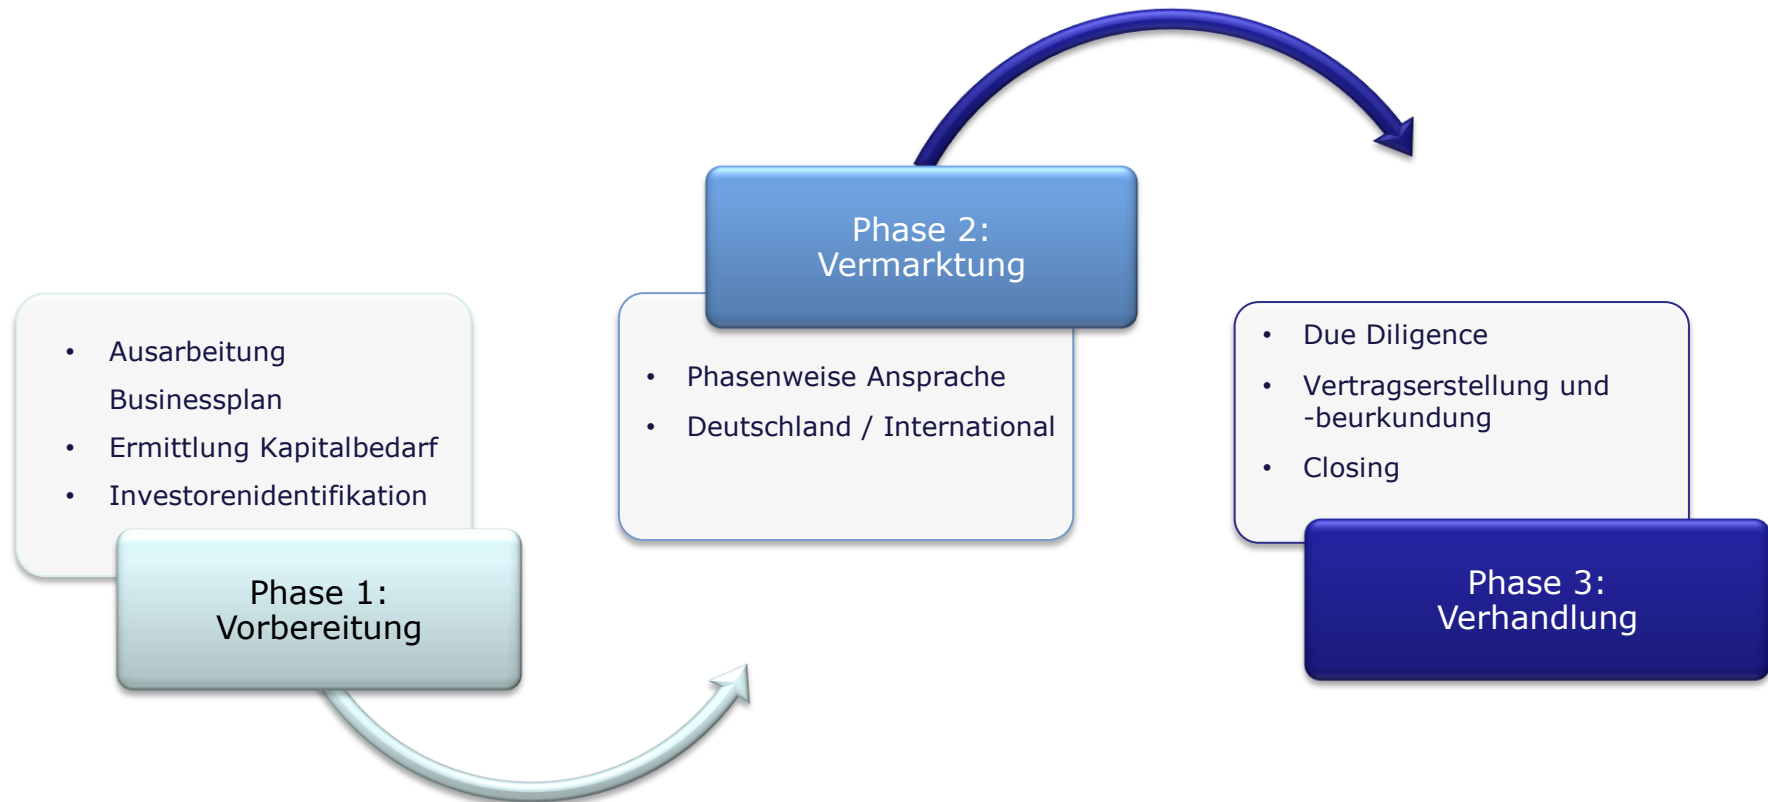 • Ausarbeitung
Businessplan
• Ermittlung Kapitalbedarf
• Investorenidentifikation
Phase 1:
Vorbereitung
Phase 2:
Vermarktung
• Phasenweise Ansprache
• Deutschland / International
• Due Diligence
• Vertragserstellung und
-beurkundung
• Closing
Phase 3:
Verhandlung